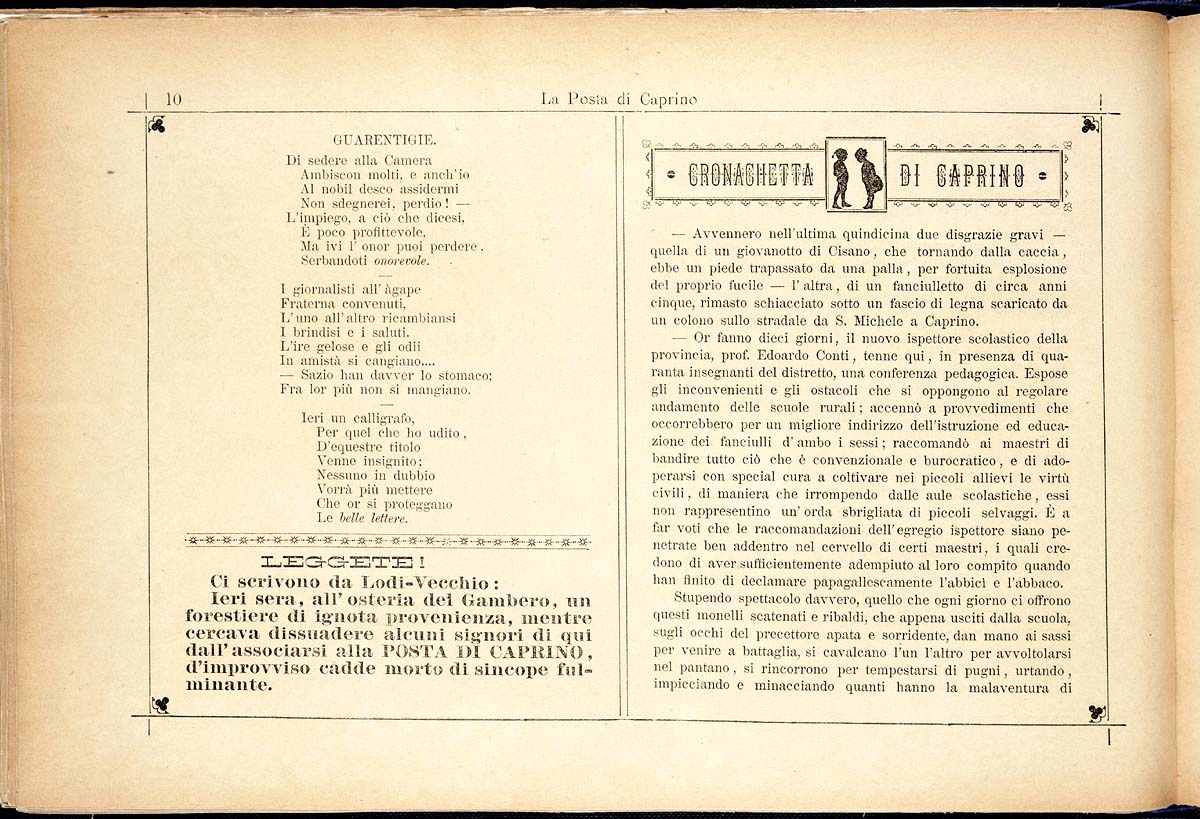 10
La Posta di Caprino
GUARENTIGIE.
Di sedere alla Camera
Ambiscon molti, e anch'io
Al nobil desco assidermi
Non sdegnerei, perdio! —
L'impiego, a ciò che dicesi,
È poco profittevole,
Ma ivi l'onor puoi perdere,
Serbandoti onorevole.
—
I giornalisti all'àgape
Fraterna convenuti,
L'uno all'altro ricambiansi
I brindisi e i saluti.
L'ire gelose e gli odii
In amistà si cangiano....
— Sazio han davver lo stomaco;
Fra lor più non si mangiano.
—
Ieri un calligrafo,
Per quel che ho udito,
D'equestre titolo
Venne insignito;
Nessuno in dubbio
Vorrà più mettere
Che or si proteggano
Le belle lettere.
LEGGETE!
Ci scrivono da Lodi-Vecchio:
Ieri sera, all'osteria del Gambero, un
forestiere di ignota provenienza, mentre
cercava dissuadere alcuni signori di qui
dall'associarsi alla POSTA DI CAPRINO,
d'improvviso cadde morto di sincope ful-
minante.
CRONACHETTA DI CAPRINO
— Avvennero nell'ultima quindicina due disgrazie gravi —
quella di un giovanotto di Cisano, che tornando dalla caccia,
ebbe un piede trapassato da una palla, per fortuita esplosione
del proprio fucile — l'altra, di un fanciulletto di circa anni
cinque, rimasto schiacciato sotto un fascio di legna scaricato da
un colono sullo stradale da S. Michele a Caprino.
— Or fanno dieci giorni, il nuovo ispettore scolastico della
provincia, prof. Edoardo Conti, tenne qui, in presenza di qua-
ranta insegnanti del distretto, una conferenza pedagogica. Espose
gli inconvenienti e gli ostacoli che si oppongono al regolare
andamento delle scuole rurali; accennò a provvedimenti che
occorrebbero per un migliore indirizzo dell'istruzione ed educa-
zione dei fanciulli d'ambo i sessi; raccomandò ai maestri di
bandire tutto ciò che è convenzionale e burocratico, e di ado-
perarsi con special cura a coltivare nei piccoli allievi le virtù
civili, di maniera che irrompendo dalle aule scolastiche, essi
non rappresentino un'orda sbrigliata di piccoli selvaggi. È a
far voti che le raccomandazioni dell'egregio ispettore siano pe-
netrate ben addentro nel cervello di certi maestri, i quali cre-
dono di aver sufficientemente adempiuto al loro compito quando
han finito di declamare papagallescamente l'abbicì e l'abbaco.
Stupendo spettacolo davvero, quello che ogni giorno ci offrono
questi monelli scatenati e ribaldi, che appena usciti dalla scuola,
sugli occhi del precettore apata e sorridente, dan mano ai sassi
per venire a battaglia, si cavalcano l'un l'altro per avvoltolarsi
nel pantano, si rincorrono per tempestarsi di pugni, urtando,
impicciando e minacciando quanti hanno la malaventura di